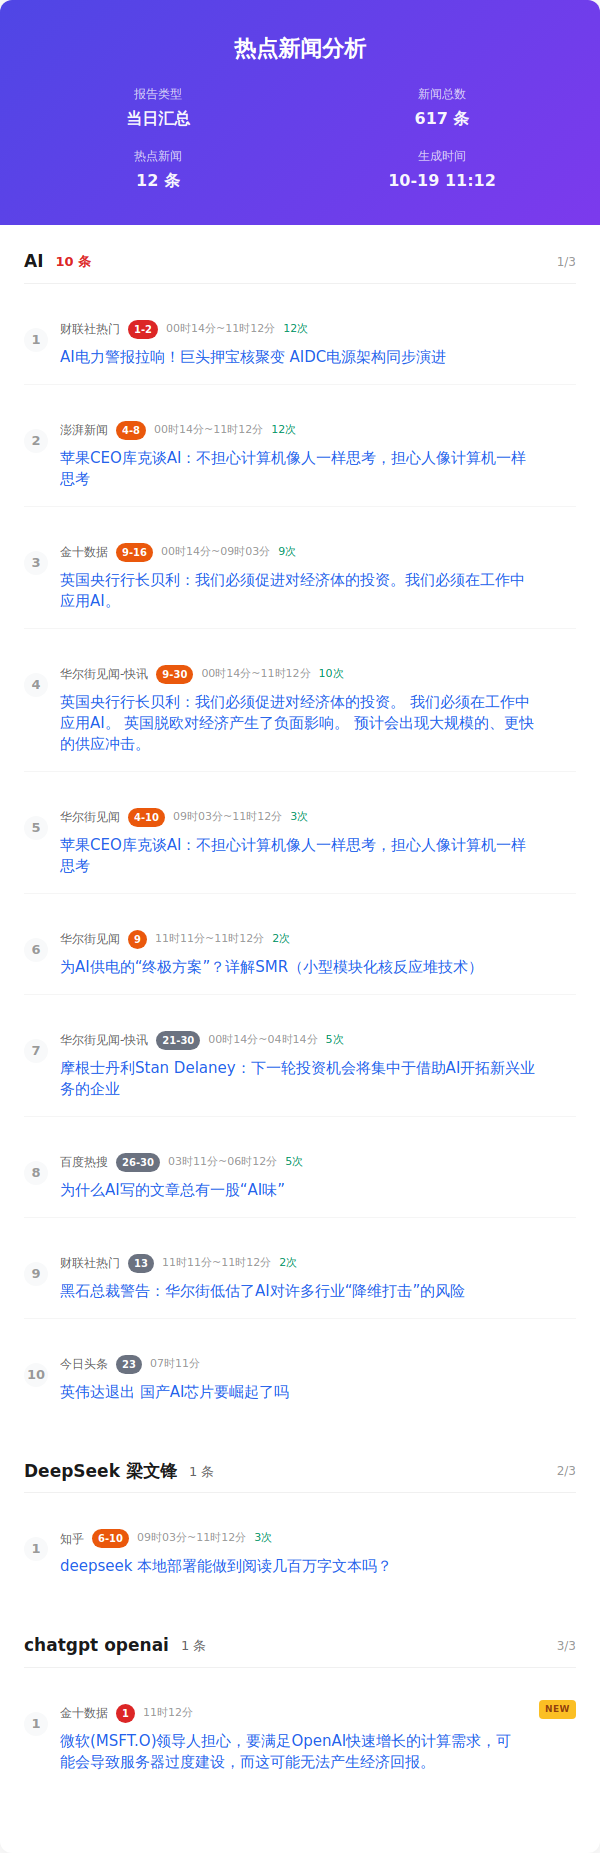 热点新闻分析
报告类型
当日汇总
新闻总数
617 条
热点新闻
12 条
生成时间
10-19 11:12
AI 10 条 1/3
1 财联社热门 1-2 00时14分~11时12分 12次
AI电力警报拉响！巨头押宝核聚变 AIDC电源架构同步演进
2 澎湃新闻 4-8 00时14分~11时12分 12次
苹果CEO库克谈AI：不担心计算机像人一样思考，担心人像计算机一样
思考
3 金十数据 9-16 00时14分~09时03分 9次
英国央行行长贝利：我们必须促进对经济体的投资。我们必须在工作中
应用AI。
4 华尔街见闻-快讯 9-30 00时14分~11时12分 10次
英国央行行长贝利：我们必须促进对经济体的投资。 我们必须在工作中
应用AI。 英国脱欧对经济产生了负面影响。 预计会出现大规模的、更快
的供应冲击。
5 华尔街见闻 4-10 09时03分~11时12分 3次
苹果CEO库克谈AI：不担心计算机像人一样思考，担心人像计算机一样
思考
6 华尔街见闻 9 11时11分~11时12分 2次
为AI供电的“终极方案”？详解SMR（小型模块化核反应堆技术）
7 华尔街见闻-快讯 21-30 00时14分~04时14分 5次
摩根士丹利Stan Delaney：下一轮投资机会将集中于借助AI开拓新兴业
务的企业
8 百度热搜 26-30 03时11分~06时12分 5次
为什么AI写的文章总有一股“AI味”
9 财联社热门 13 11时11分~11时12分 2次
黑石总裁警告：华尔街低估了AI对许多行业“降维打击”的风险
10 今日头条 23 07时11分
英伟达退出 国产AI芯片要崛起了吗
DeepSeek 梁文锋 1 条 2/3
1 知乎 6-10 09时03分~11时12分 3次
deepseek 本地部署能做到阅读几百万字文本吗？
chatgpt openai 1 条 3/3
1 金十数据 1 11时12分 NEW
微软(MSFT.O)领导人担心，要满足OpenAI快速增长的计算需求，可
能会导致服务器过度建设，而这可能无法产生经济回报。